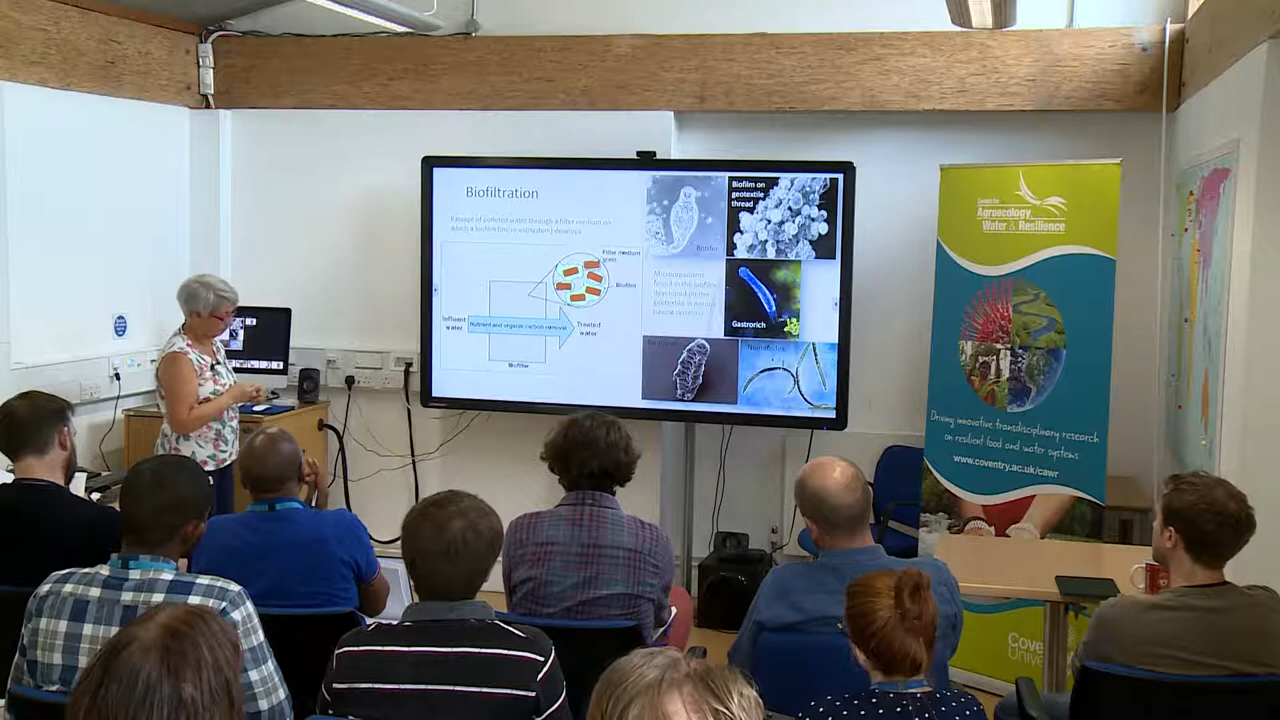 Biofiltration
Passage of polluted water through a filter medium on
which a biofilm (micro-ecosystem) develops
Filter medium
grain
Biofilm
Influent
water
Nutrient and organic carbon removal
Treated
water
Biofilter
Rotifer
Biofilm on
geotextile
thread
Microorganisms
found in the biofilm
developed on the
geotextile in
Gastrotrich
Nematodes
Centre for
Agroecology
Water & Resilience
Driving innovative transdisciplinary research
on resilient food and water systems
www.coventry.ac.uk/cawr